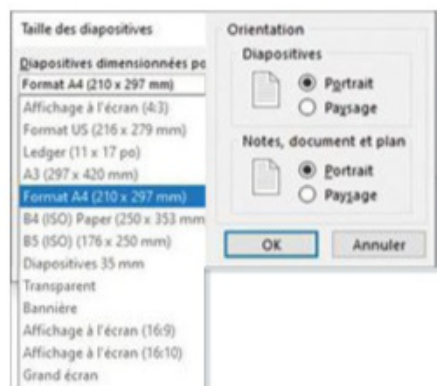 Taille des diapositives
Diapositives dimensionnées po
Format A4 (210 x 297 mm)
Affichage à l'écran (4:3)
Format US (216 x 279 mm)
Ledger (11 x 17 po)
A3 (297 x 420 mm)
Format A4 (210 x 297 mm)
B4 (ISO) Paper (250 x 353 mm
B5 (ISO) (176 x 250 mm)
Diapositives 35 mm
Transparent
Bannière
Affichage à l'écran (16:9)
Affichage à l'écran (16:10)
Grand écran
Orientation
Diapositives
Portrait
Paysage
Notes, document et plan
Portrait
Paysage
OK Annuler